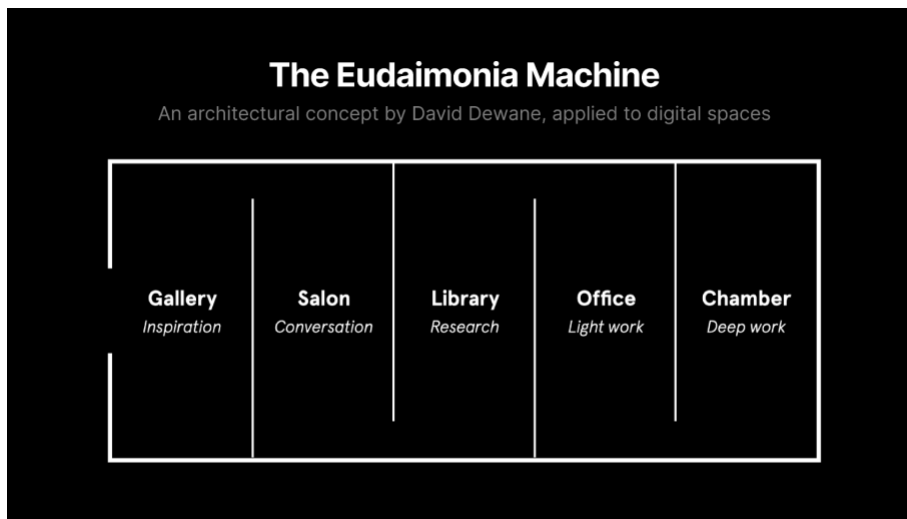 The Eudaimonia Machine
An architectural concept by David Dewane, applied to digital spaces
Gallery
Inspiration
Salon
Conversation
Library
Research
Office
Light work
Chamber
Deep work